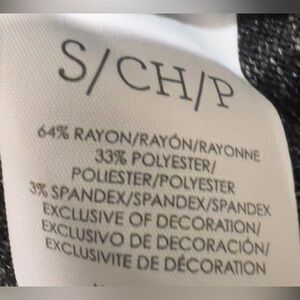 S/CH/P
64% RAYON/RAYÓN/RAYONNE
33% POLYESTER/
POLIESTER/POLYESTER
3% SPANDEX/SPANDEX/SPANDEX
EXCLUSIVE OF DECORATION/
EXCLUSIVO DE DECORACIÓN/
EXCLUSIVITE DE DÉCORATION